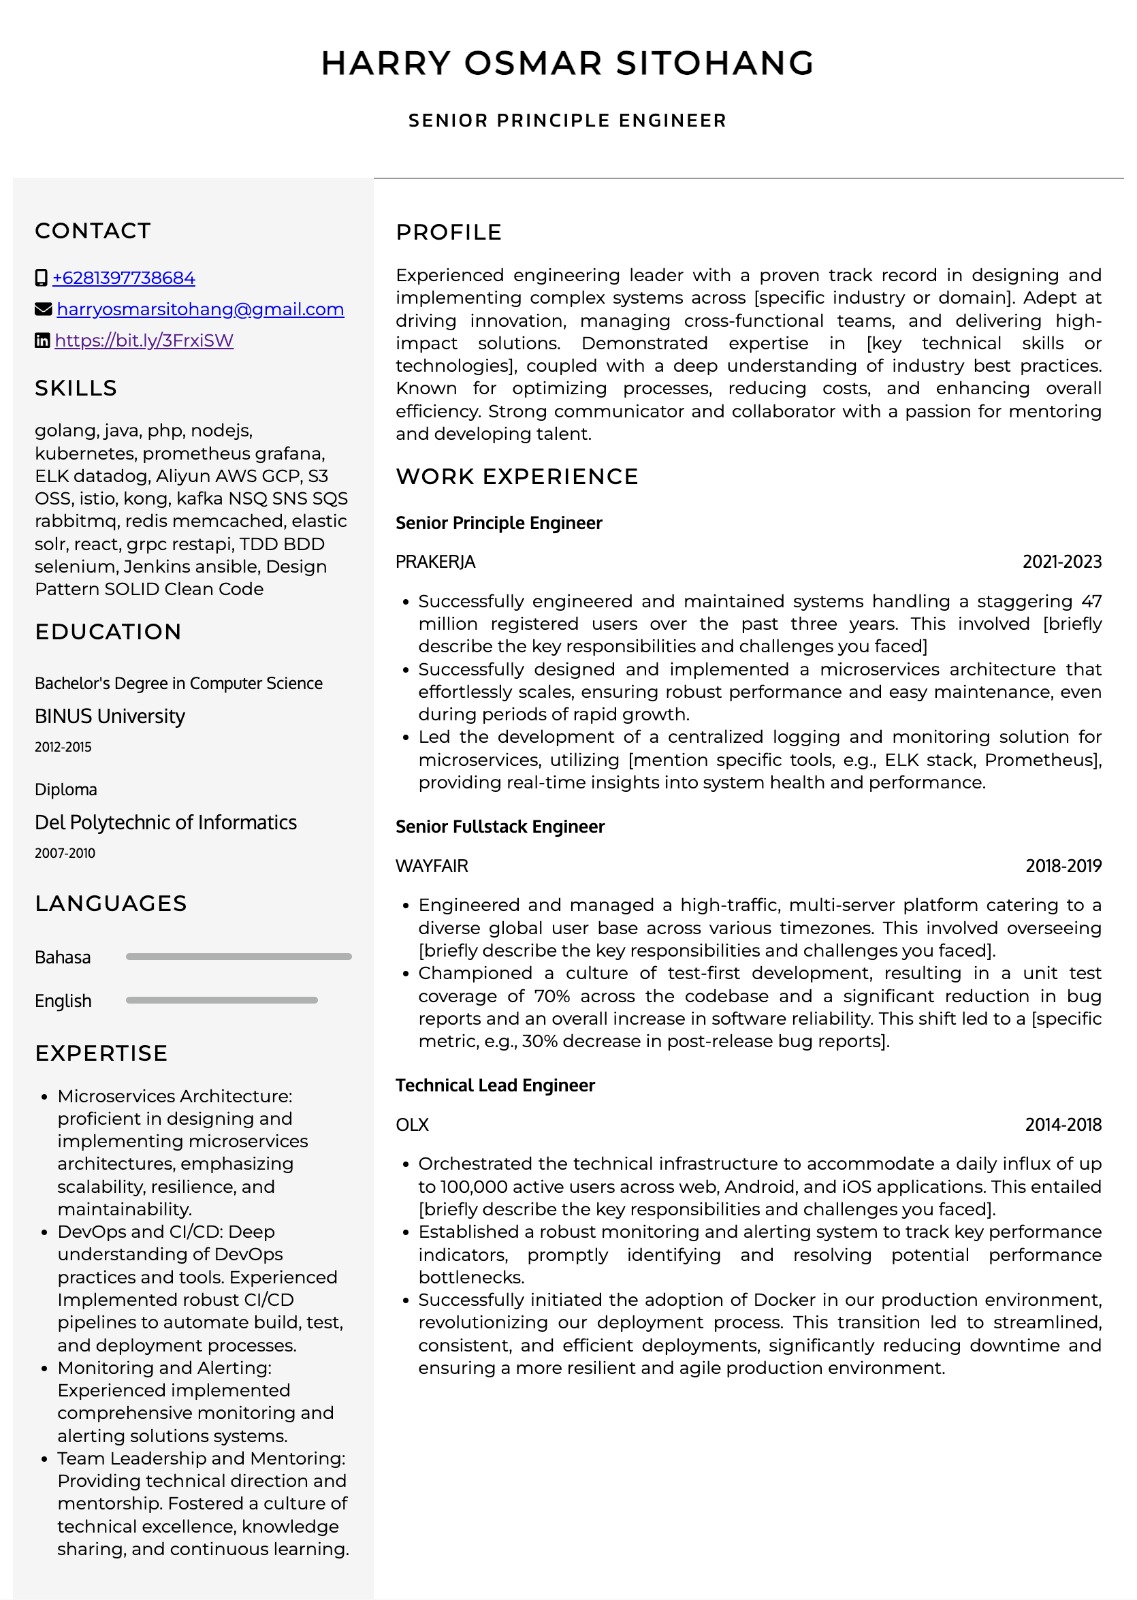 HARRY OSMAR SITOHANG
SENIOR PRINCIPLE ENGINEER
CONTACT
+6281397738684
harryosmarsitohang@gmail.com
https://bit.ly/3FrxiSW
SKILLS
golang, java, php, nodejs,
kubernetes, prometheus grafana,
ELK datadog, Aliyun AWS GCP, S3
OSS, istio, kong, kafka NSQ SNS SQS
rabbitmq, redis memcached, elastic
solr, react, grpc restapi, TDD BDD
selenium, Jenkins ansible, Design
Pattern SOLID Clean Code
EDUCATION
Bachelor's Degree in Computer Science
BINUS University
2012-2015
Diploma
Del Polytechnic of Informatics
2007-2010
LANGUAGES
Bahasa
English
EXPERTISE
• Microservices Architecture:
proficient in designing and
implementing microservices
architectures, emphasizing
scalability, resilience, and
maintainability.
• DevOps and CI/CD: Deep
understanding of DevOps
practices and tools. Experienced
Implemented robust CI/CD
pipelines to automate build, test,
and deployment processes.
• Monitoring and Alerting:
Experienced implemented
comprehensive monitoring and
alerting solutions systems.
• Team Leadership and Mentoring:
Providing technical direction and
mentorship. Fostered a culture of
technical excellence, knowledge
sharing, and continuous learning.
PROFILE
Experienced engineering leader with a proven track record in designing and
implementing complex systems across [specific industry or domain]. Adept at
driving innovation, managing cross-functional teams, and delivering high-
impact solutions. Demonstrated expertise in [key technical skills or
technologies], coupled with a deep understanding of industry best practices.
Known for optimizing processes, reducing costs, and enhancing overall
efficiency. Strong communicator and collaborator with a passion for mentoring
and developing talent.
WORK EXPERIENCE
Senior Principle Engineer
PRAKERJA 2021-2023
• Successfully engineered and maintained systems handling a staggering 47
million registered users over the past three years. This involved [briefly
describe the key responsibilities and challenges you faced]
• Successfully designed and implemented a microservices architecture that
effortlessly scales, ensuring robust performance and easy maintenance, even
during periods of rapid growth.
• Led the development of a centralized logging and monitoring solution for
microservices, utilizing [mention specific tools, e.g., ELK stack, Prometheus],
providing real-time insights into system health and performance.
Senior Fullstack Engineer
WAYFAIR 2018-2019
• Engineered and managed a high-traffic, multi-server platform catering to a
diverse global user base across various timezones. This involved overseeing
[briefly describe the key responsibilities and challenges you faced].
• Championed a culture of test-first development, resulting in a unit test
coverage of 70% across the codebase and a significant reduction in bug
reports and an overall increase in software reliability. This shift led to a [specific
metric, e.g., 30% decrease in post-release bug reports].
Technical Lead Engineer
OLX 2014-2018
• Orchestrated the technical infrastructure to accommodate a daily influx of up
to 100,000 active users across web, Android, and iOS applications. This entailed
[briefly describe the key responsibilities and challenges you faced].
• Established a robust monitoring and alerting system to track key performance
indicators, promptly identifying and resolving potential performance
bottlenecks.
• Successfully initiated the adoption of Docker in our production environment,
revolutionizing our deployment process. This transition led to streamlined,
consistent, and efficient deployments, significantly reducing downtime and
ensuring a more resilient and agile production environment.